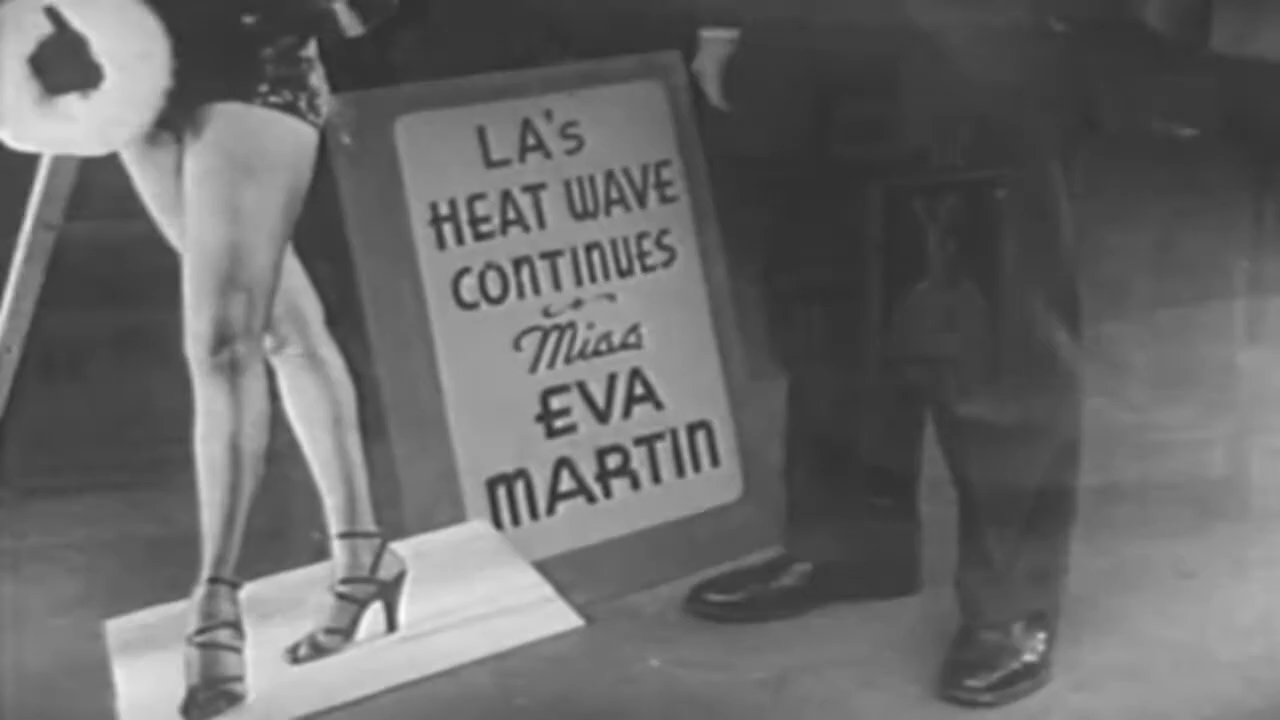 LA's
HEAT WAVE
CONTINUES
Miss
EVA
MARTIN